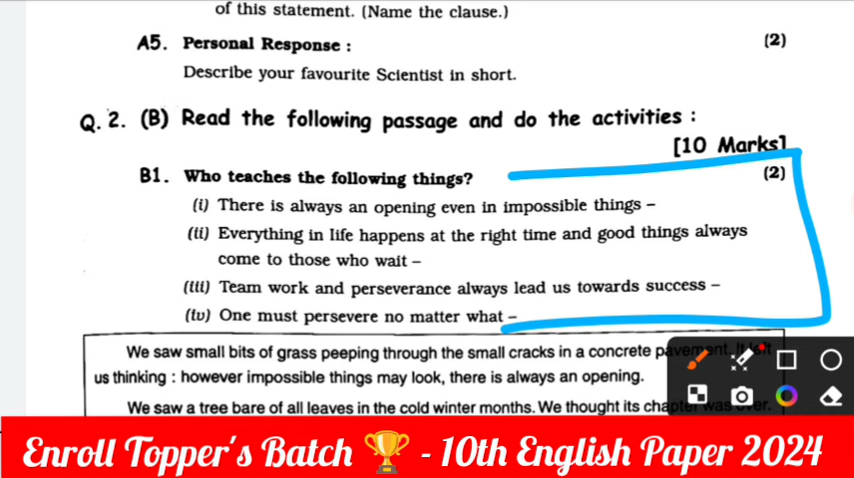 of this statement. (Name the clause.)
A5. Personal Response : (2)
Describe your favourite Scientist in short.
Q. 2. (B) Read the following passage and do the activities :
[10 Marks]
B1. Who teaches the following things? (2)
(i) There is always an opening even in impossible things –
(ii) Everything in life happens at the right time and good things always
come to those who wait –
(iii) Team work and perseverance always lead us towards success –
(iv) One must persevere no matter what –
We saw small bits of grass peeping through the small cracks in a concrete pavement. It left
us thinking : however impossible things may look, there is always an opening.
We saw a tree bare of all leaves in the cold winter months. We thought its chapter was over.
Enroll Topper's Batch 🏆 - 10th English Paper 2024